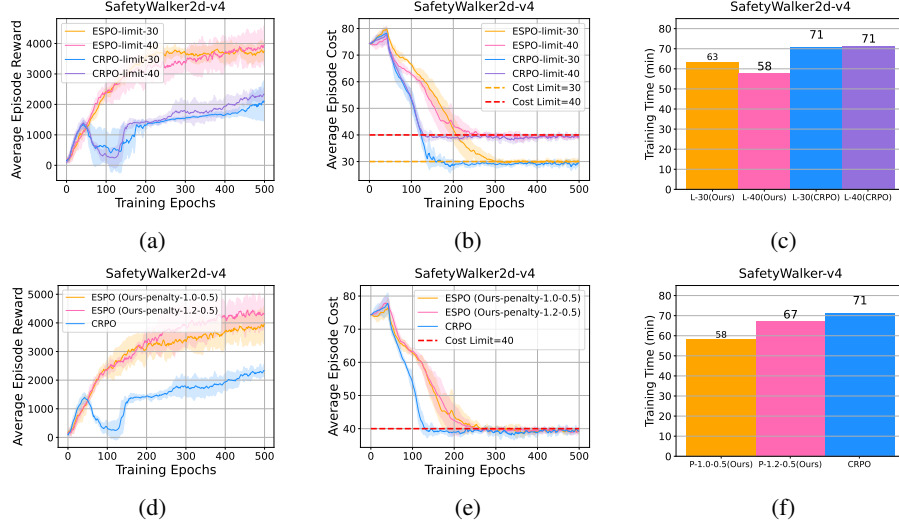 SafetyWalker2d-v4
Average Episode Reward
4000
3000
2000
1000
0
ESPO-limit-30
ESPO-limit-40
CRPO-limit-30
CRPO-limit-40
0 100 200 300 400 500
Training Epochs
(a)
SafetyWalker2d-v4
Average Episode Cost
80
70
60
50
40
30
ESPO-limit-30
ESPO-limit-40
CRPO-limit-30
CRPO-limit-40
Cost Limit=30
Cost Limit=40
0 100 200 300 400 500
Training Epochs
(b)
SafetyWalker2d-v4
Training Time (min)
80
70
60
50
40
30
20
10
0
63
58
71
71
L-30(Ours) L-40(Ours) L-30(CRPO) L-40(CRPO)
(c)
SafetyWalker2d-v4
Average Episode Reward
5000
4000
3000
2000
1000
0
ESPO (Ours-penalty-1.0-0.5)
ESPO (Ours-penalty-1.2-0.5)
CRPO
0 100 200 300 400 500
Training Epochs
(d)
SafetyWalker2d-v4
Average Episode Cost
80
70
60
50
40
ESPO (Ours-penalty-1.0-0.5)
ESPO (Ours-penalty-1.2-0.5)
CRPO
Cost Limit=40
0 100 200 300 400 500
Training Epochs
(e)
SafetyWalker-v4
Training Time (min)
80
70
60
50
40
30
20
10
0
58
67
71
P-1.0-0.5(Ours) P-1.2-0.5(Ours) CRPO
(f)